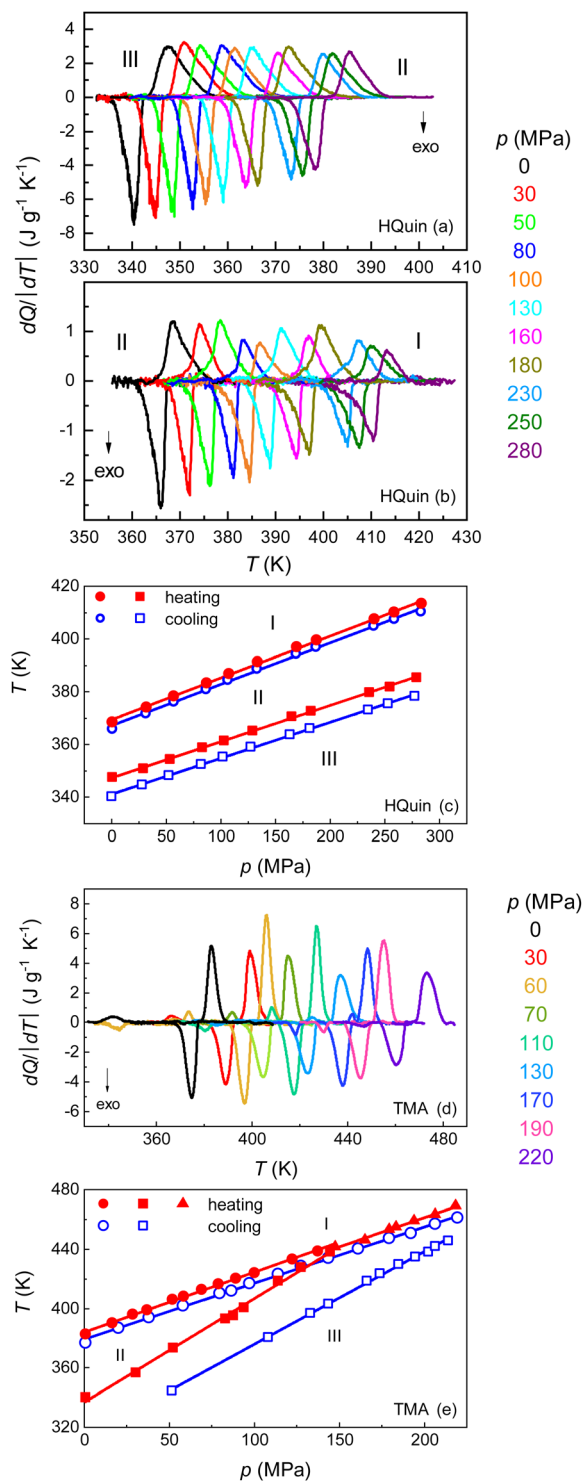 III
II
exo
HQuin (a)
6
4
2
0
-2
-4
-6
-8
330 340 350 360 370 380 390 400 410
dQ/|dT| (J g⁻¹ K⁻¹)
II
I
exo
HQuin (b)
1
0
-1
-2
350 360 370 380 390 400 410 420 430
T (K)
p (MPa)
0
30
50
80
100
130
160
180
230
250
280
heating
cooling
I
II
III
HQuin (c)
420
400
380
360
340
T (K)
0 50 100 150 200 250 300
p (MPa)
8
6
4
2
0
-2
-4
-6
dQ/|dT| (J g⁻¹ K⁻¹)
exo
TMA (d)
360 400 440 480
T (K)
p (MPa)
0
30
60
70
110
130
170
190
220
heating
cooling
I
II
III
TMA (e)
480
440
400
360
320
T (K)
0 50 100 150 200
p (MPa)